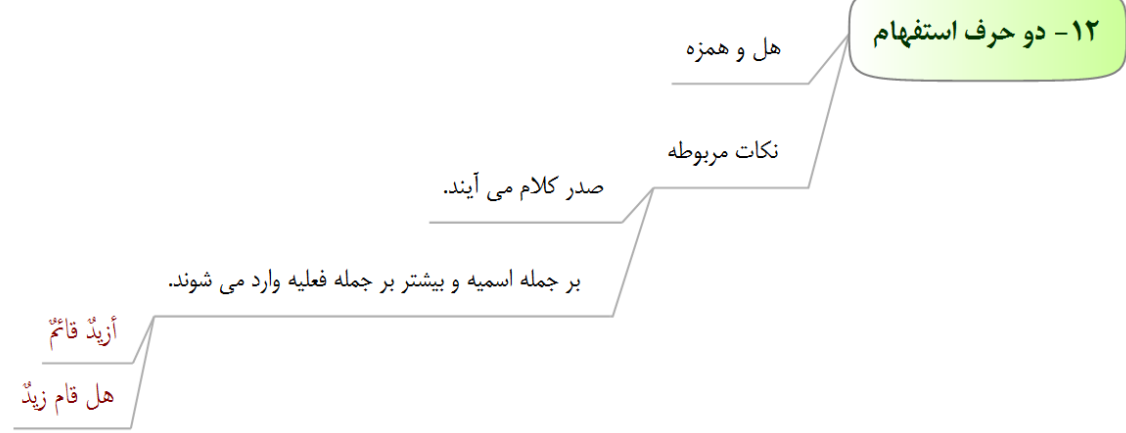 ۱۲- دو حرف استفهام
هل و همزه
نکات مربوطه
صدر کلام می آیند.
بر جمله اسمیه و بیشتر بر جمله فعلیه وارد می شوند.
أزیدٌ قائمٌ
هل قام زیدٌ